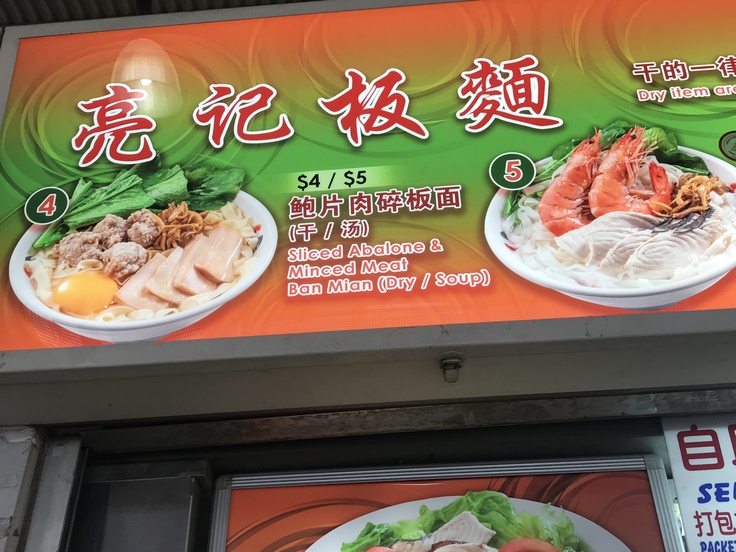 亮记板麵
干的一律
Dry item are
4
$4 / $5
鲍片肉碎板面
(干 / 汤)
Sliced Abalone &
Minced Meat
Ban Mian (Dry / Soup)
5
自
SE
打包
PACKET